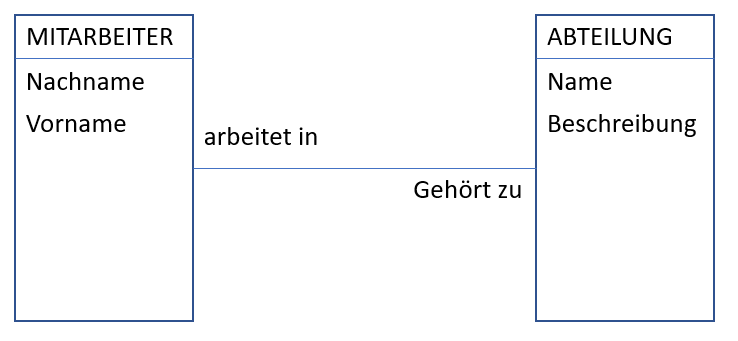 MITARBEITER
Nachname
Vorname
arbeitet in
Gehört zu
ABTEILUNG
Name
Beschreibung